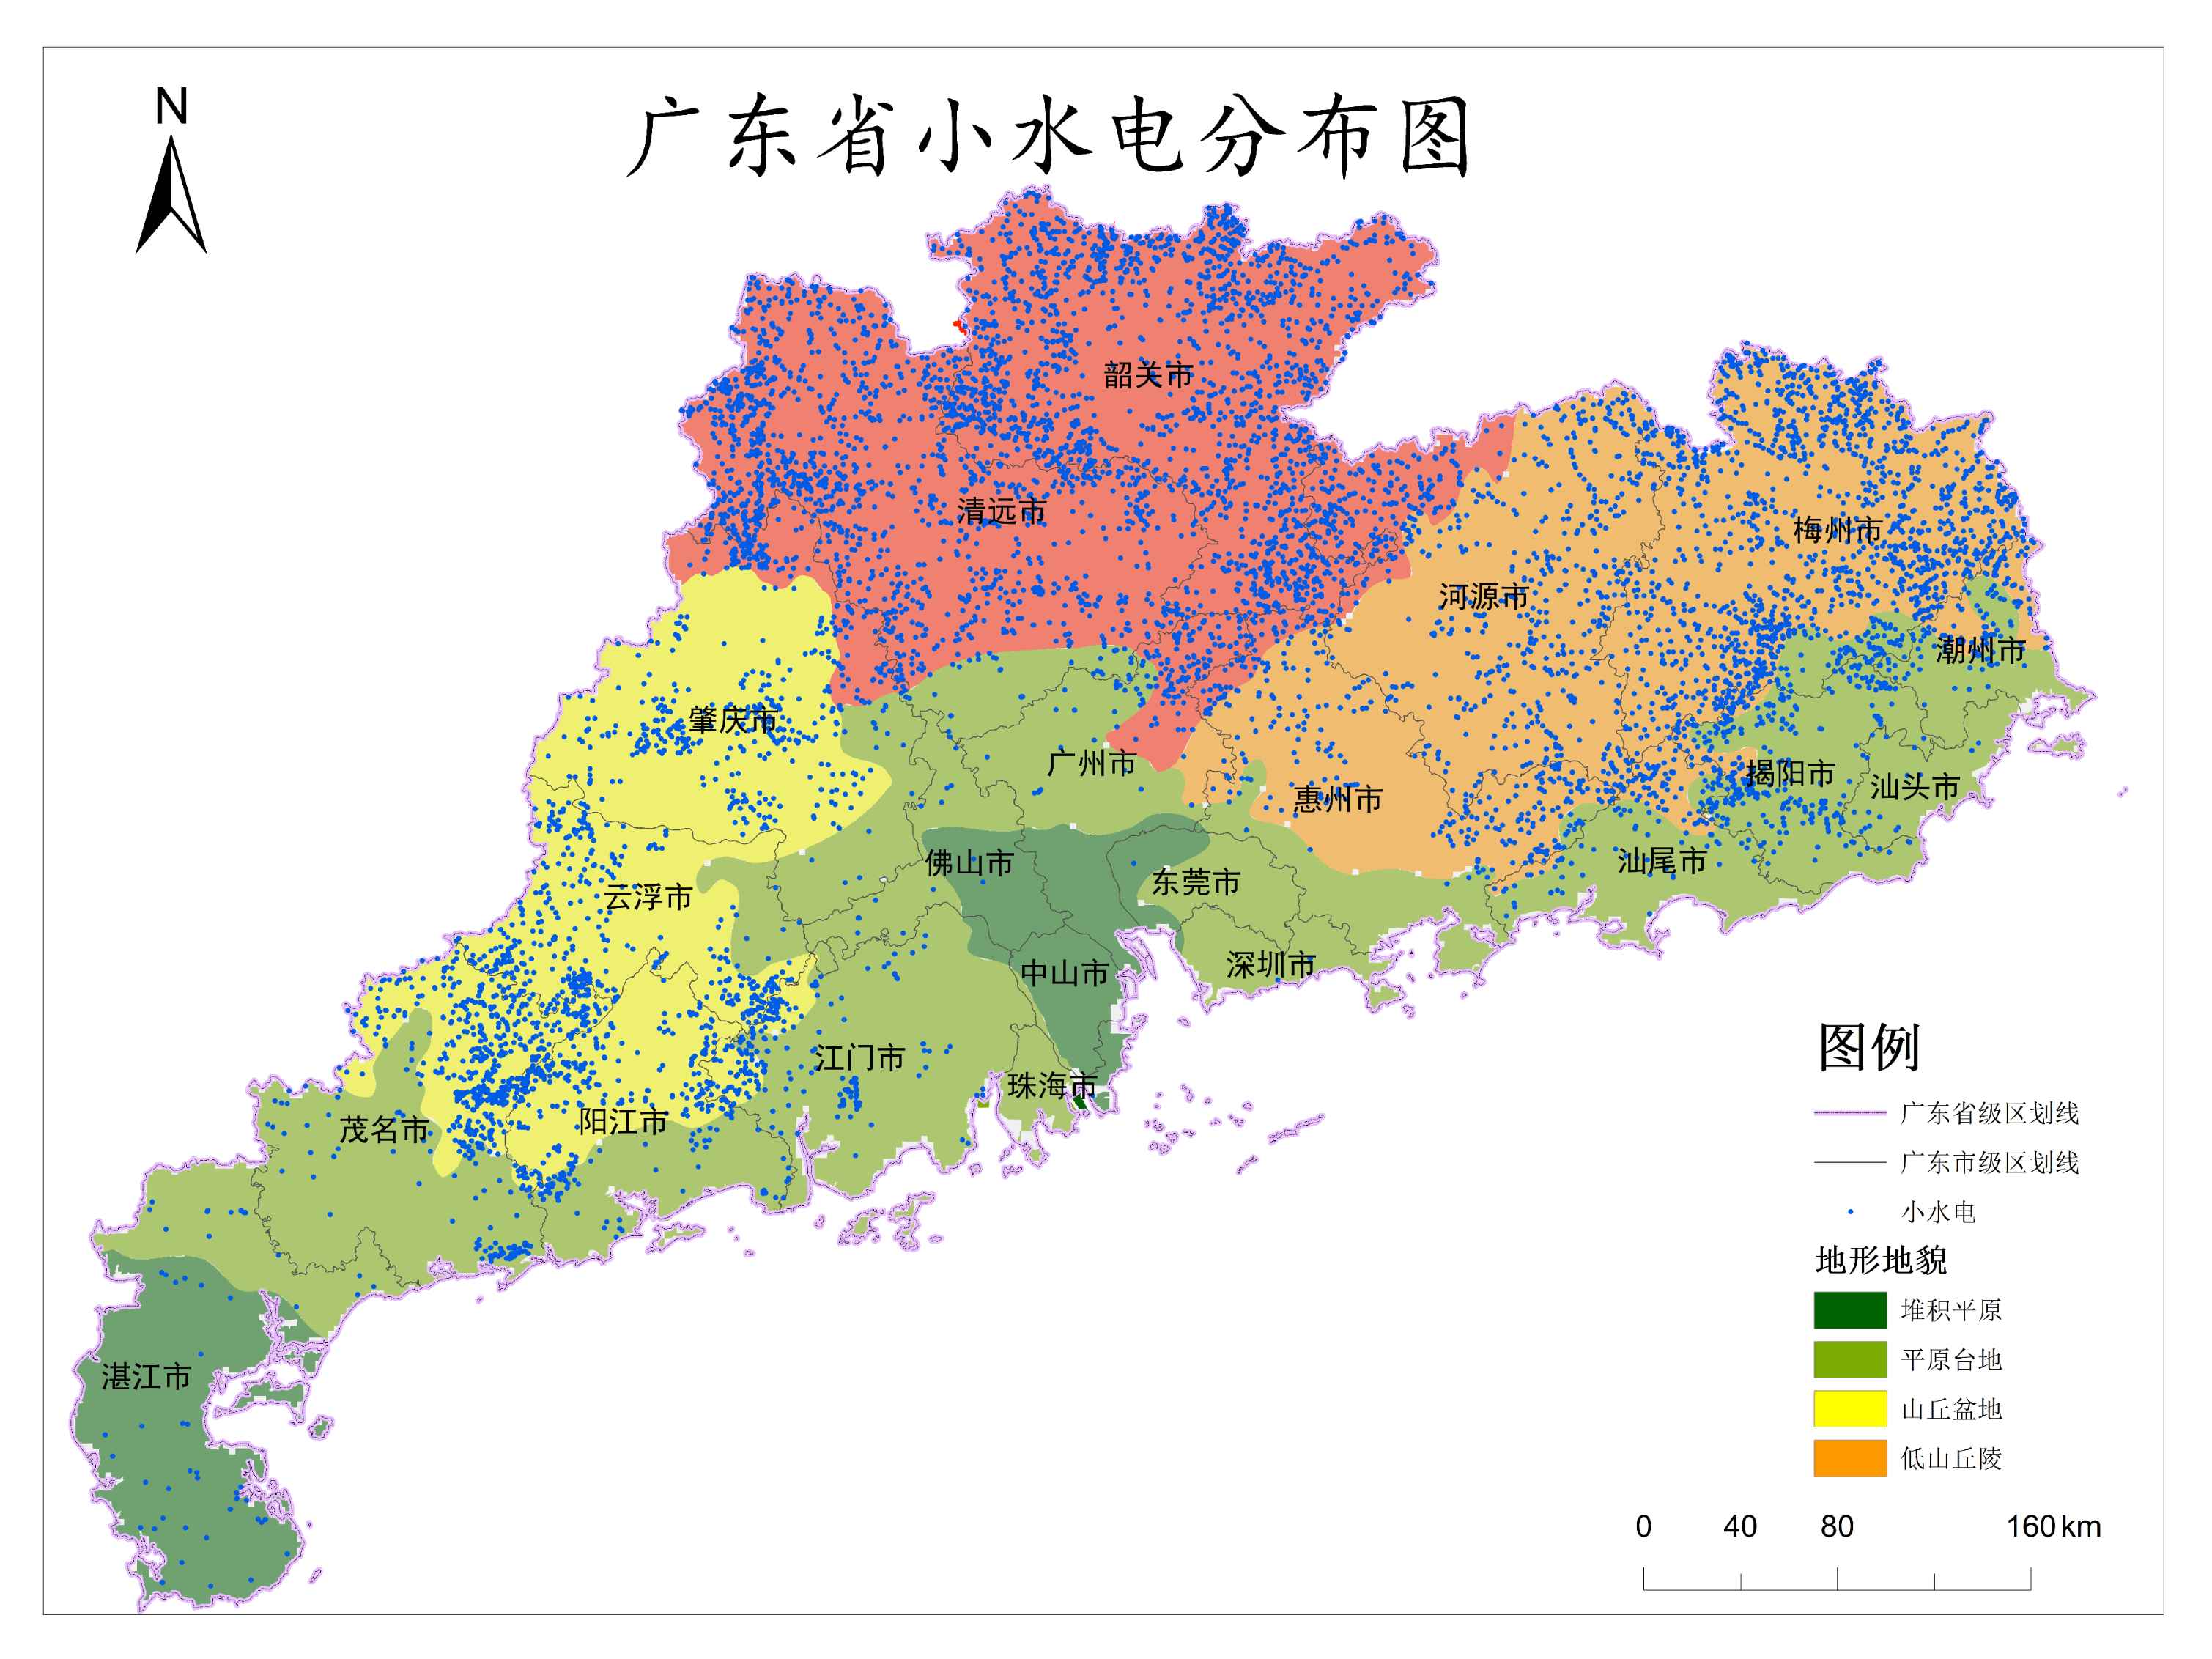 N
广东省小水电分布图
韶关市
清远市
梅州市
河源市
潮州市
肇庆市
广州市
揭阳市
汕头市
惠州市
佛山市
汕尾市
东莞市
云浮市
深圳市
中山市
江门市
珠海市
阳江市
茂名市
湛江市
图例
广东省级区划线
广东市级区划线
小水电
地形地貌
堆积平原
平原台地
山丘盆地
低山丘陵
0 40 80 160 km